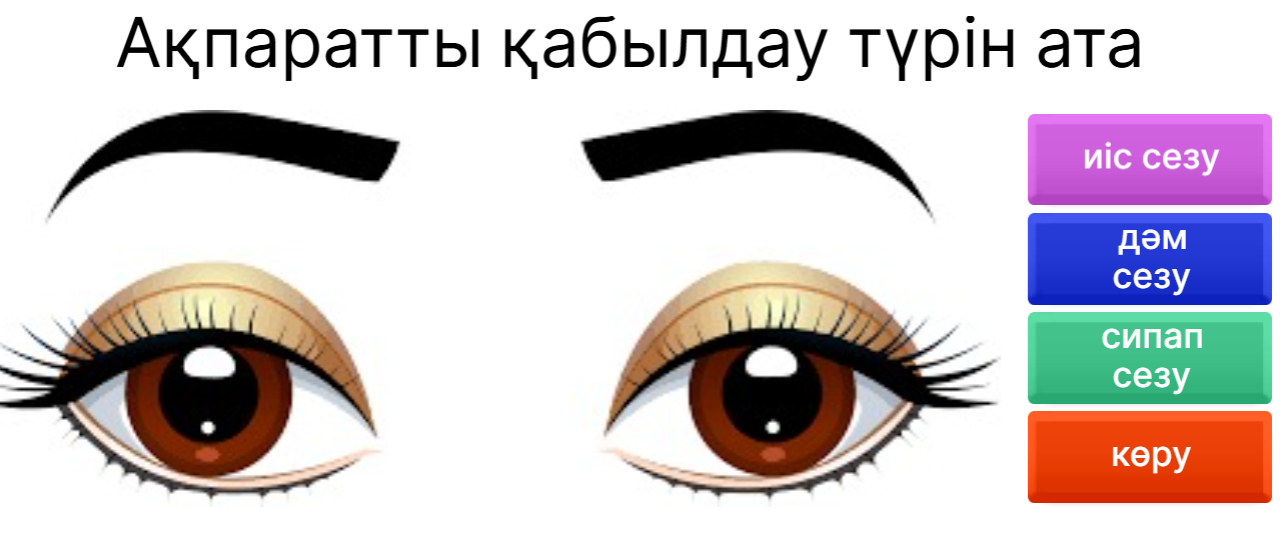 Ақпаратты қабылдау түрін ата
иіс сезу
дәм
сезу
сипап
сезу
көру